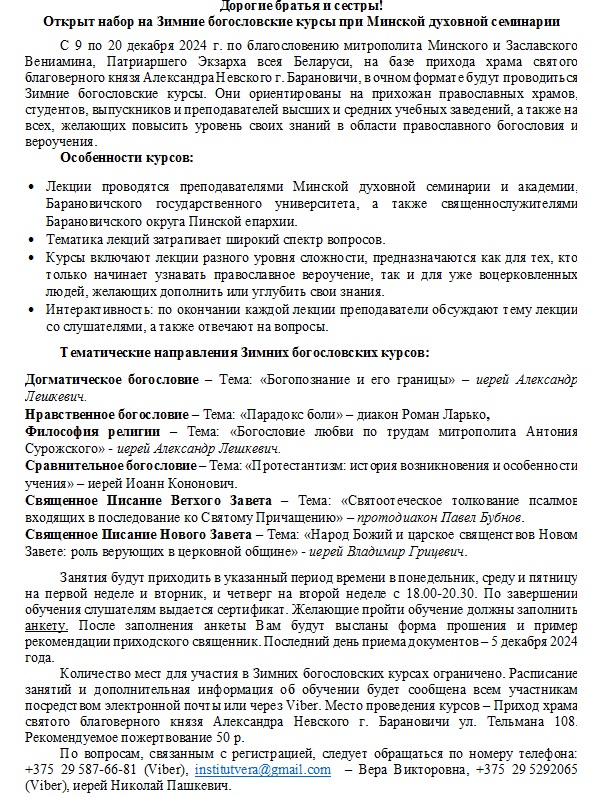 Дорогие братья и сестры!
Открыт набор на Зимние богословские курсы при Минской духовной семинарии
С 9 по 20 декабря 2024 г. по благословению митрополита Минского и Заславского
Вениамина, Патриаршего Экзарха всея Беларуси, на базе прихода храма святого
благоверного князя Александра Невского г. Барановичи, в очном формате будут проводиться
Зимние богословские курсы. Они ориентированы на прихожан православных храмов,
студентов, выпускников и преподавателей высших и средних учебных заведений, а также на
всех, желающих повысить уровень своих знаний в области православного богословия и
вероучения.
Особенности курсов:
• Лекции проводятся преподавателями Минской духовной семинарии и академии,
Барановичского государственного университета, а также священнослужителями
Барановичского округа Пинской епархии.
• Тематика лекций затрагивает широкий спектр вопросов.
• Курсы включают лекции разного уровня сложности, предназначаются как для тех, кто
только начинает узнавать православное вероучение, так и для уже воцерковленных
людей, желающих дополнить или углубить свои знания.
• Интерактивность: по окончании каждой лекции преподаватели обсуждают тему лекции
со слушателями, а также отвечают на вопросы.
Тематические направления Зимних богословских курсов:
Догматическое богословие – Тема: «Богопознание и его границы» – иерей Александр
Лешкевич.
Нравственное богословие – Тема: «Парадокс боли» – диакон Роман Ларько,
Философия религии – Тема: «Богословие любви по трудам митрополита Антония
Сурожского» - иерей Александр Лешкевич.
Сравнительное богословие – Тема: «Протестантизм: история возникновения и особенности
учения» – иерей Иоанн Кононович.
Священное Писание Ветхого Завета – Тема: «Святоотеческое толкование псалмов
входящих в последование ко Святому Причащению» – протодиакон Павел Бубнов.
Священное Писание Нового Завета – Тема: «Народ Божий и царское священствов Новом
Завете: роль верующих в церковной общине» - иерей Владимир Грицевич.
Занятия будут приходить в указанный период времени в понедельник, среду и пятницу
на первой неделе и вторник, и четверг на второй неделе с 18.00-20.30. По завершении
обучения слушателям выдается сертификат. Желающие пройти обучение должны заполнить
анкету. После заполнения анкеты Вам будут высланы форма прошения и пример
рекомендации приходского священник. Последний день приема документов – 5 декабря 2024
года.
Количество мест для участия в Зимних богословских курсах ограничено. Расписание
занятий и дополнительная информация об обучении будет сообщена всем участникам
посредством электронной почты или через Viber. Место проведения курсов – Приход храма
святого благоверного князя Александра Невского г. Барановичи ул. Тельмана 108.
Рекомендуемое пожертвование 50 р.
По вопросам, связанным с регистрацией, следует обращаться по номеру телефона:
+375 29 587-66-81 (Viber), institutvera@gmail.com – Вера Викторовна, +375 29 5292065
(Viber), иерей Николай Пашкевич.